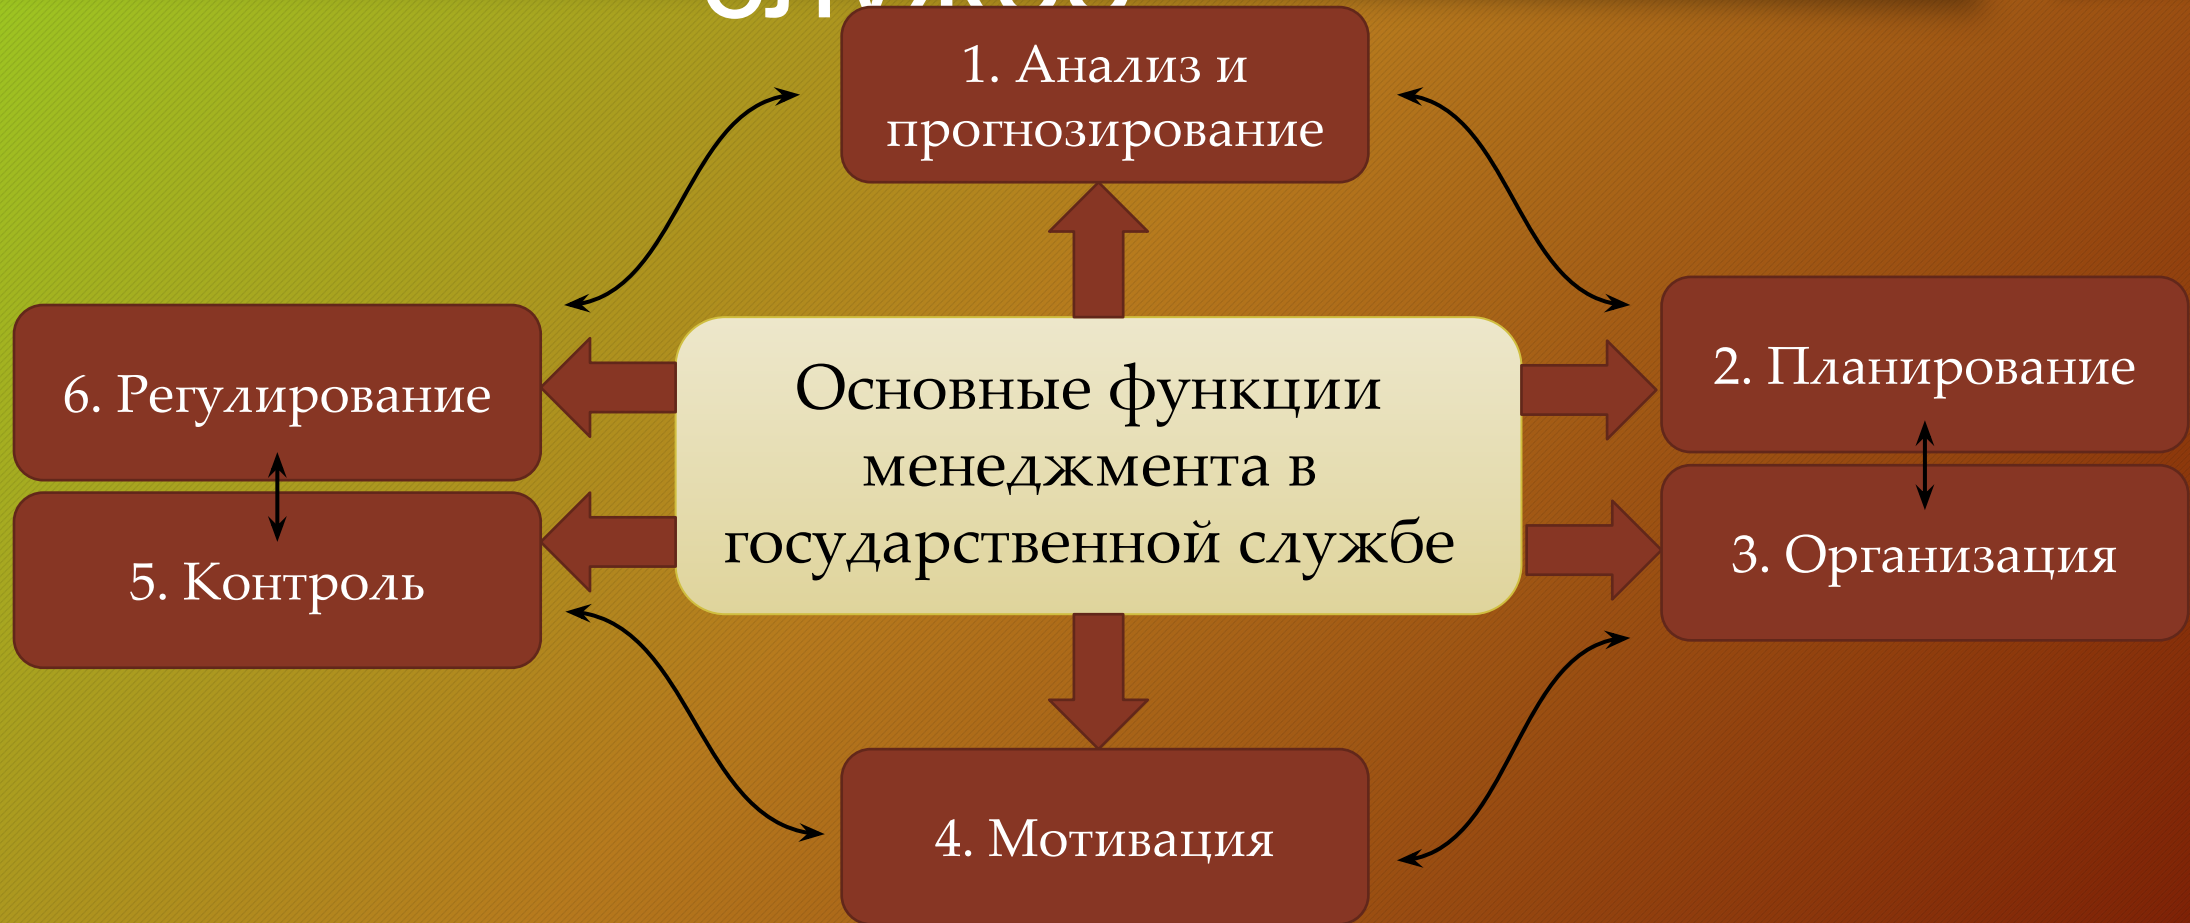 1. Анализ и
прогнозирование
2. Планирование
3. Организация
4. Мотивация
5. Контроль
6. Регулирование
Основные функции
менеджмента в
государственной службе